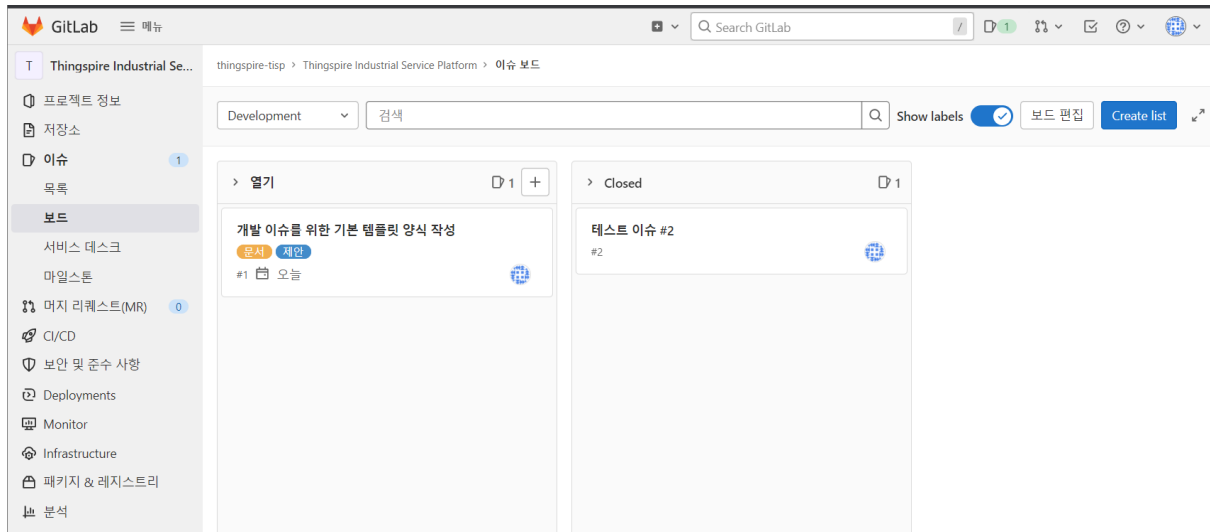 GitLab 메뉴 Search GitLab / 1
T Thingspire Industrial Se...
thingspire-tisp > Thingspire Industrial Service Platform > 이슈 보드
프로젝트 정보
저장소
이슈 1
목록
보드
서비스 데스크
마일스톤
머지 리퀘스트(MR) 0
CI/CD
보안 및 준수 사항
Deployments
Monitor
Infrastructure
패키지 & 레지스트리
분석
Development 검색 Show labels 보드 편집 Create list
열기 1 +
개발 이슈를 위한 기본 템플릿 양식 작성
문서 제안
#1 오늘
Closed 1
테스트 이슈 #2
#2